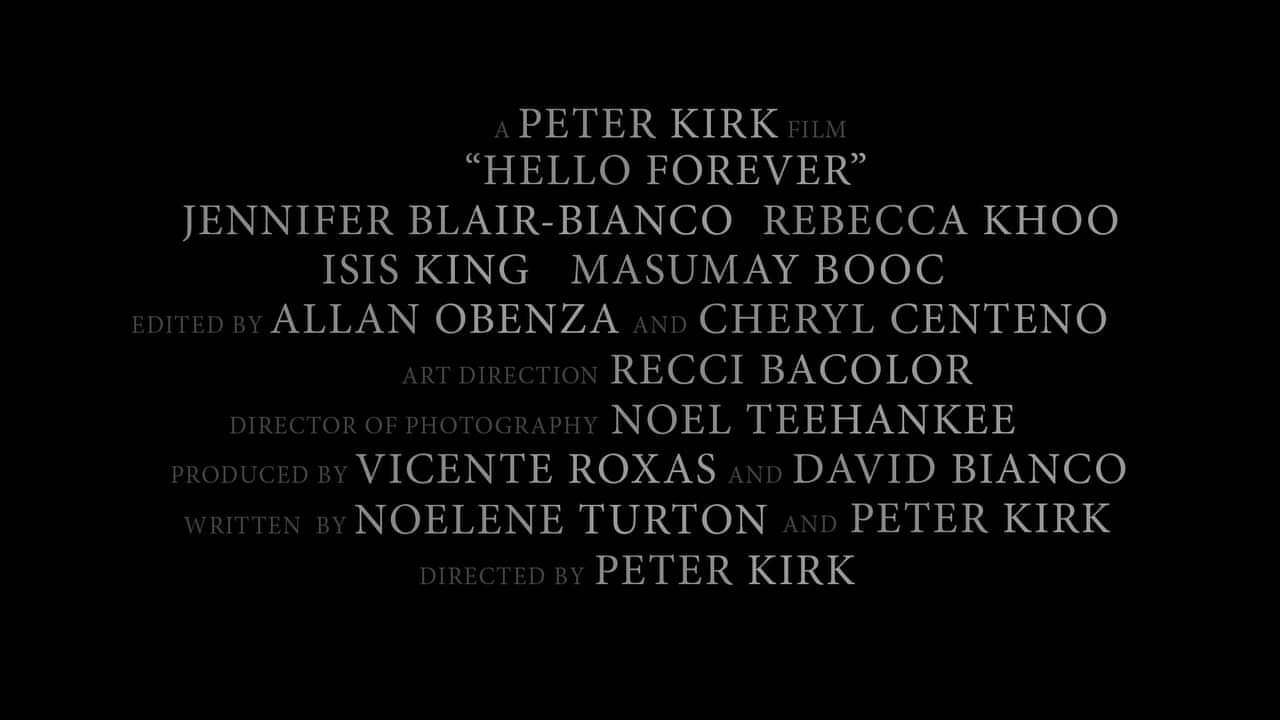 A PETER KIRK FILM
“HELLO FOREVER”
JENNIFER BLAIR-BIANCO REBECCA KHOO
ISIS KING MASUMAY BOOC
EDITED BY ALLAN OBENZA AND CHERYL CENTENO
ART DIRECTION RECCI BACOLOR
DIRECTOR OF PHOTOGRAPHY NOEL TEEHANKEE
PRODUCED BY VICENTE ROXAS AND DAVID BIANCO
WRITTEN BY NOELENE TURTON AND PETER KIRK
DIRECTED BY PETER KIRK